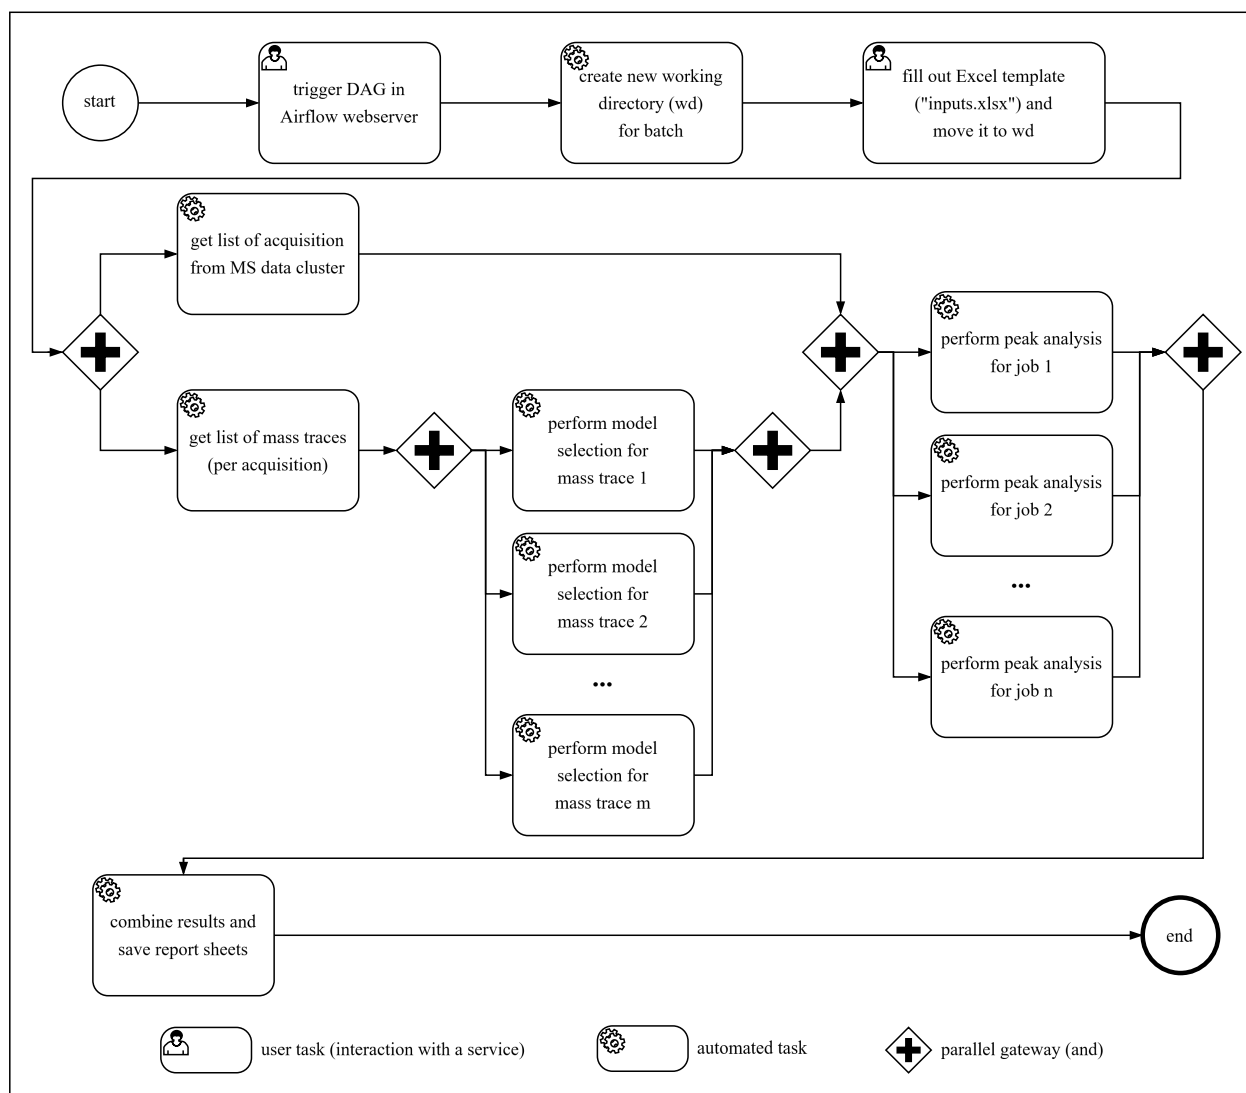 start
trigger DAG in
Airflow webserver
create new working
directory (wd)
for batch
fill out Excel template
("inputs.xlsx") and
move it to wd
get list of acquisition
from MS data cluster
get list of mass traces
(per acquisition)
perform model
selection for
mass trace 1
perform model
selection for
mass trace 2
...
perform model
selection for
mass trace m
perform peak analysis
for job 1
perform peak analysis
for job 2
...
perform peak analysis
for job n
combine results and
save report sheets
end
user task (interaction with a service)
automated task
parallel gateway (and)